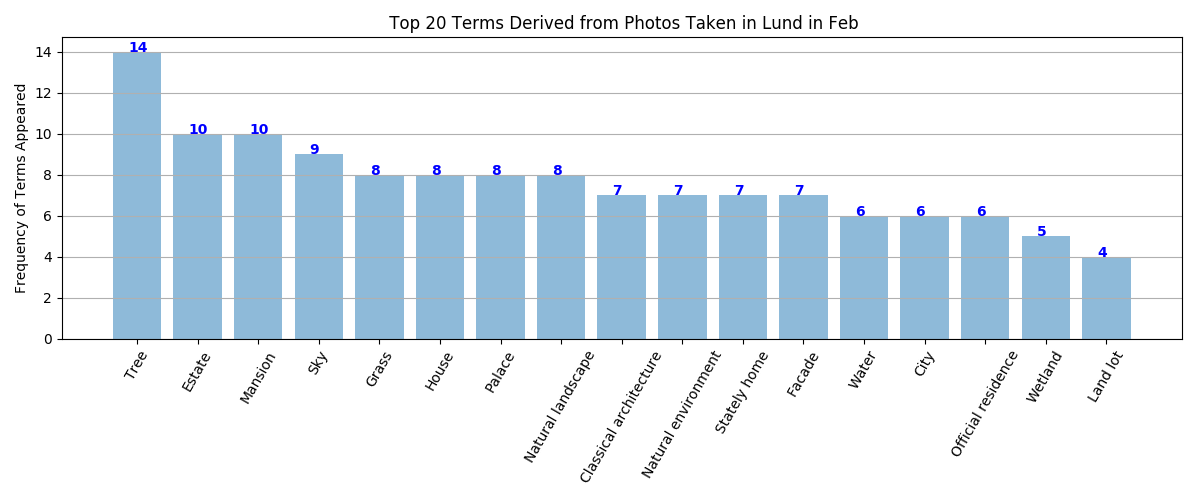 Top 20 Terms Derived from Photos Taken in Lund in Feb
Frequency of Terms Appeared
14
12
10
8
6
4
2
0
14
10
10
9
8
8
8
8
7
7
7
7
6
6
6
5
4
Tree
Estate
Mansion
Sky
Grass
House
Palace
Natural landscape
Classical architecture
Natural environment
Stately home
Facade
Water
City
Official residence
Wetland
Land lot